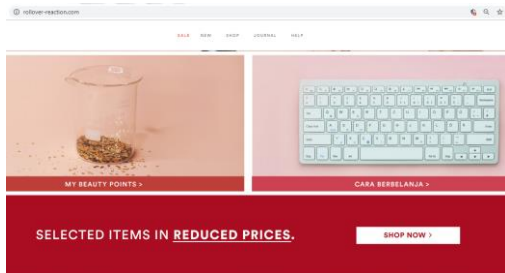 rollover-reaction.com
SALE NEW SHOP JOURNAL HELP
MY BEAUTY POINTS > CARA BERBELANJA >
SELECTED ITEMS IN REDUCED PRICES. SHOP NOW >